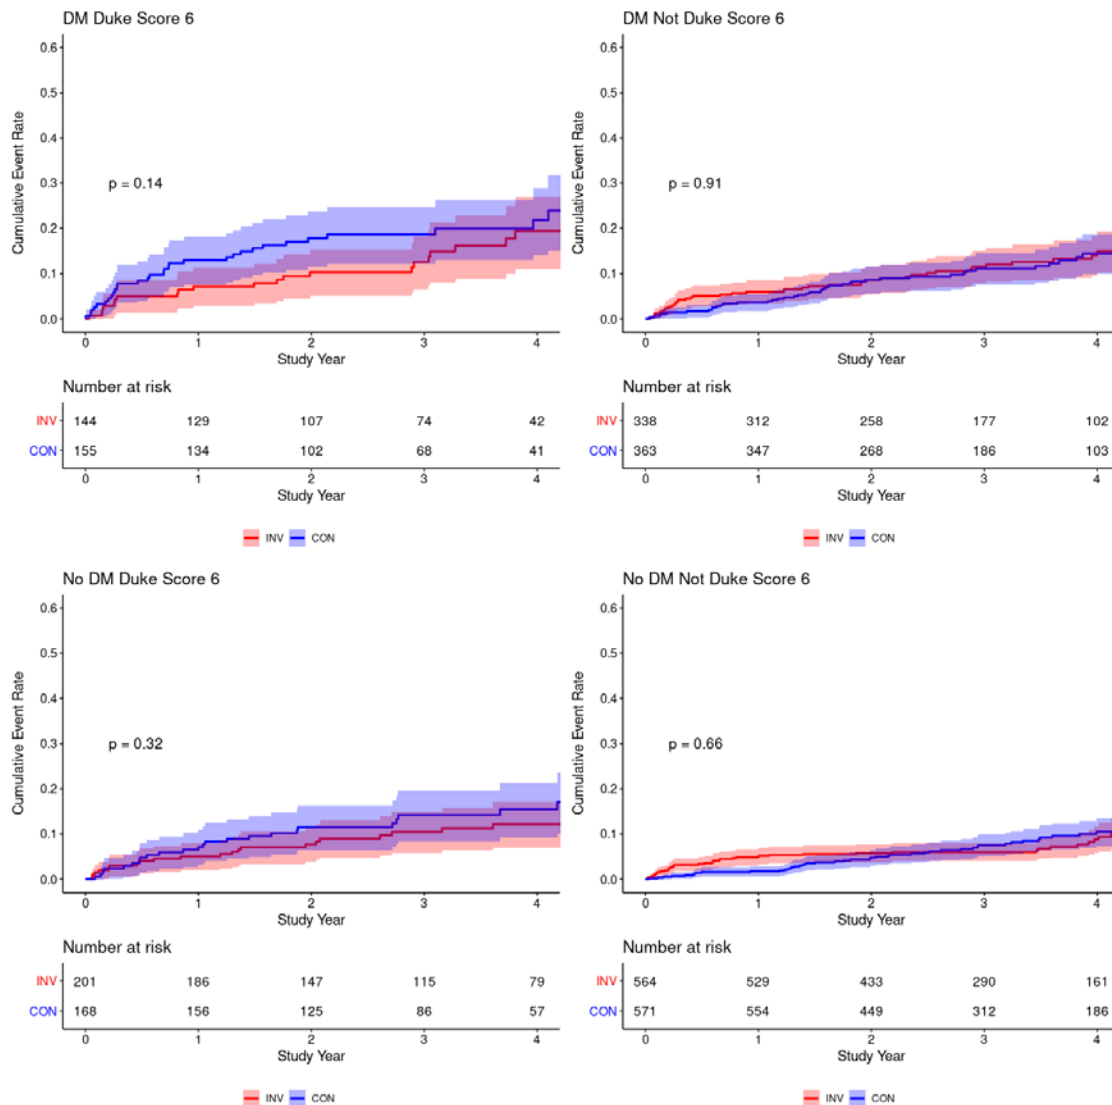 DM Duke Score 6
Cumulative Event Rate
0.6
0.5
0.4
0.3
0.2
0.1
0.0
p = 0.14
0 1 2 3 4
Study Year
Number at risk
INV 144 129 107 74 42
CON 155 134 102 68 41
0 1 2 3 4
Study Year
INV CON
DM Not Duke Score 6
Cumulative Event Rate
0.6
0.5
0.4
0.3
0.2
0.1
0.0
p = 0.91
0 1 2 3 4
Study Year
Number at risk
INV 338 312 258 177 102
CON 363 347 268 186 103
0 1 2 3 4
Study Year
INV CON
No DM Duke Score 6
Cumulative Event Rate
0.6
0.5
0.4
0.3
0.2
0.1
0.0
p = 0.32
0 1 2 3 4
Study Year
Number at risk
INV 201 186 147 115 79
CON 168 156 125 86 57
0 1 2 3 4
Study Year
INV CON
No DM Not Duke Score 6
Cumulative Event Rate
0.6
0.5
0.4
0.3
0.2
0.1
0.0
p = 0.66
0 1 2 3 4
Study Year
Number at risk
INV 564 529 433 290 161
CON 571 554 449 312 186
0 1 2 3 4
Study Year
INV CON